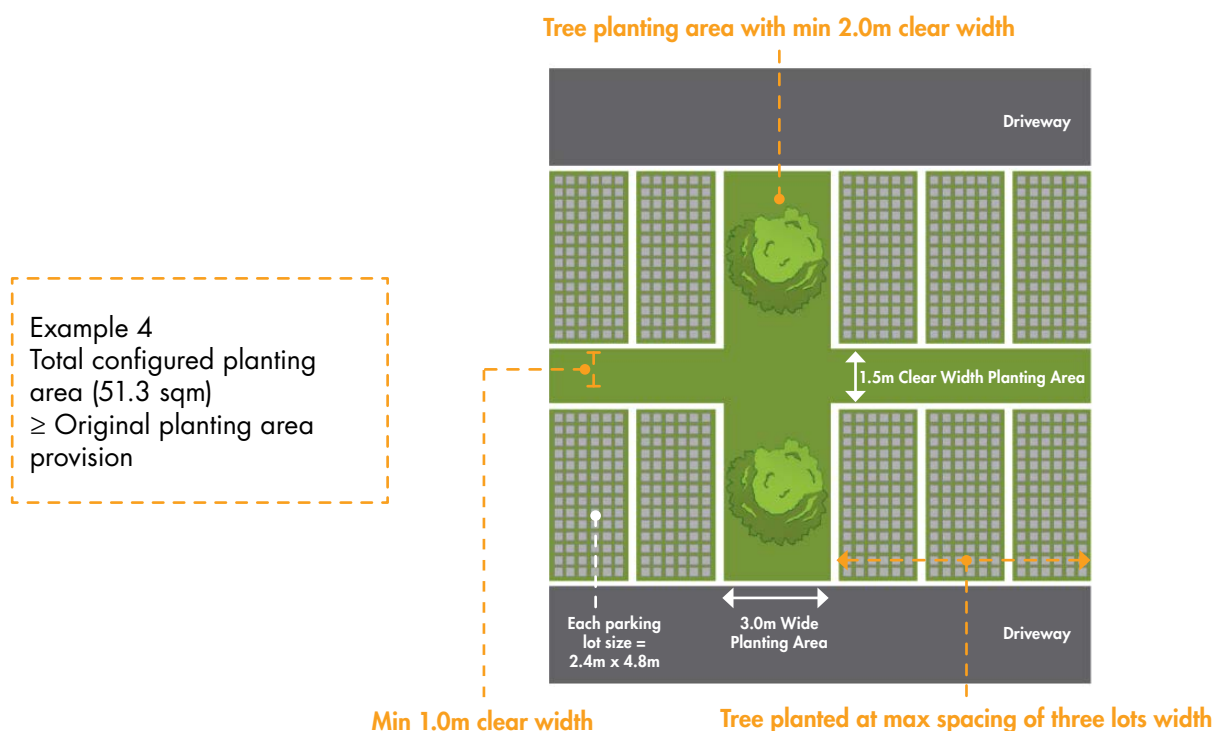 Tree planting area with min 2.0m clear width
Driveway
Example 4
Total configured planting
area (51.3 sqm)
≥ Original planting area
provision
1.5m Clear Width Planting Area
Each parking
lot size =
2.4m x 4.8m
3.0m Wide
Planting Area
Driveway
Min 1.0m clear width
Tree planted at max spacing of three lots width